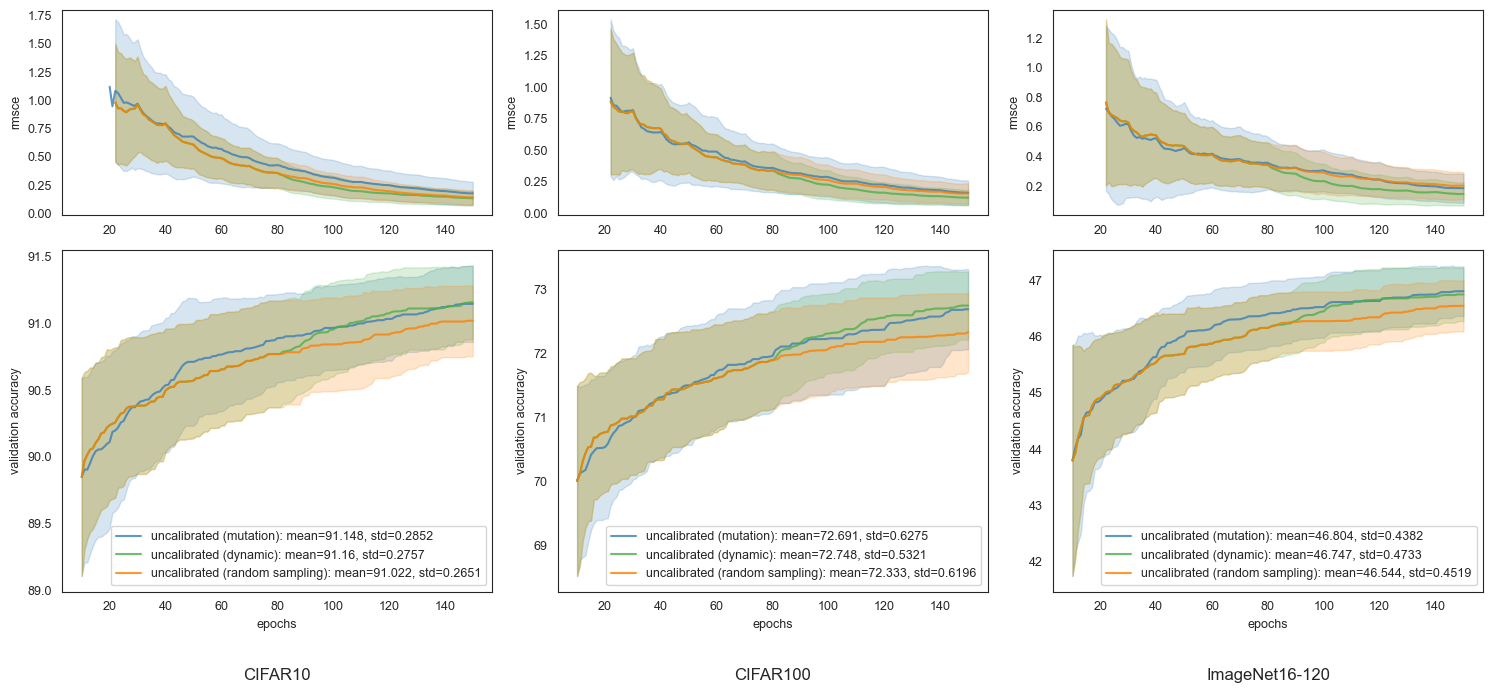 1.75
1.50
1.25
1.00
0.75
0.50
0.25
0.00
rmsce
20 40 60 80 100 120 140
1.50
1.25
1.00
0.75
0.50
0.25
0.00
rmsce
20 40 60 80 100 120 140
1.2
1.0
0.8
0.6
0.4
0.2
rmsce
20 40 60 80 100 120 140
91.5
91.0
90.5
90.0
89.5
89.0
validation accuracy
uncalibrated (mutation): mean=91.148, std=0.2852
uncalibrated (dynamic): mean=91.16, std=0.2757
uncalibrated (random sampling): mean=91.022, std=0.2651
20 40 60 80 100 120 140
epochs
73
72
71
70
69
validation accuracy
uncalibrated (mutation): mean=72.691, std=0.6275
uncalibrated (dynamic): mean=72.748, std=0.5321
uncalibrated (random sampling): mean=72.333, std=0.6196
20 40 60 80 100 120 140
epochs
47
46
45
44
43
42
validation accuracy
uncalibrated (mutation): mean=46.804, std=0.4382
uncalibrated (dynamic): mean=46.747, std=0.4733
uncalibrated (random sampling): mean=46.544, std=0.4519
20 40 60 80 100 120 140
epochs
CIFAR10
CIFAR100
ImageNet16-120